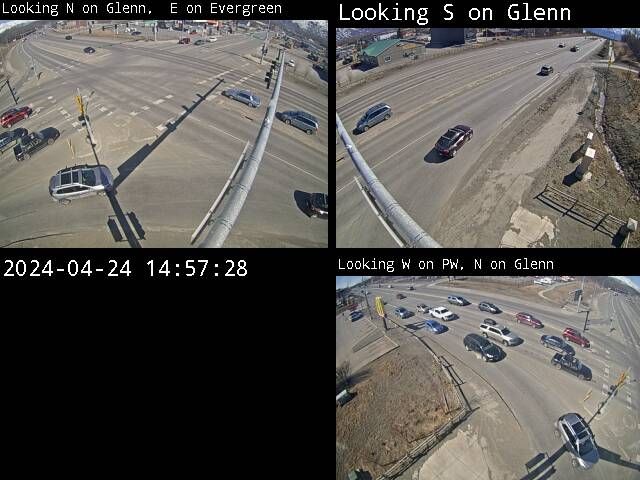 Looking N on Glenn, E on Evergreen
Looking S on Glenn
2024-04-24 14:57:28
Looking W on PW, N on Glenn